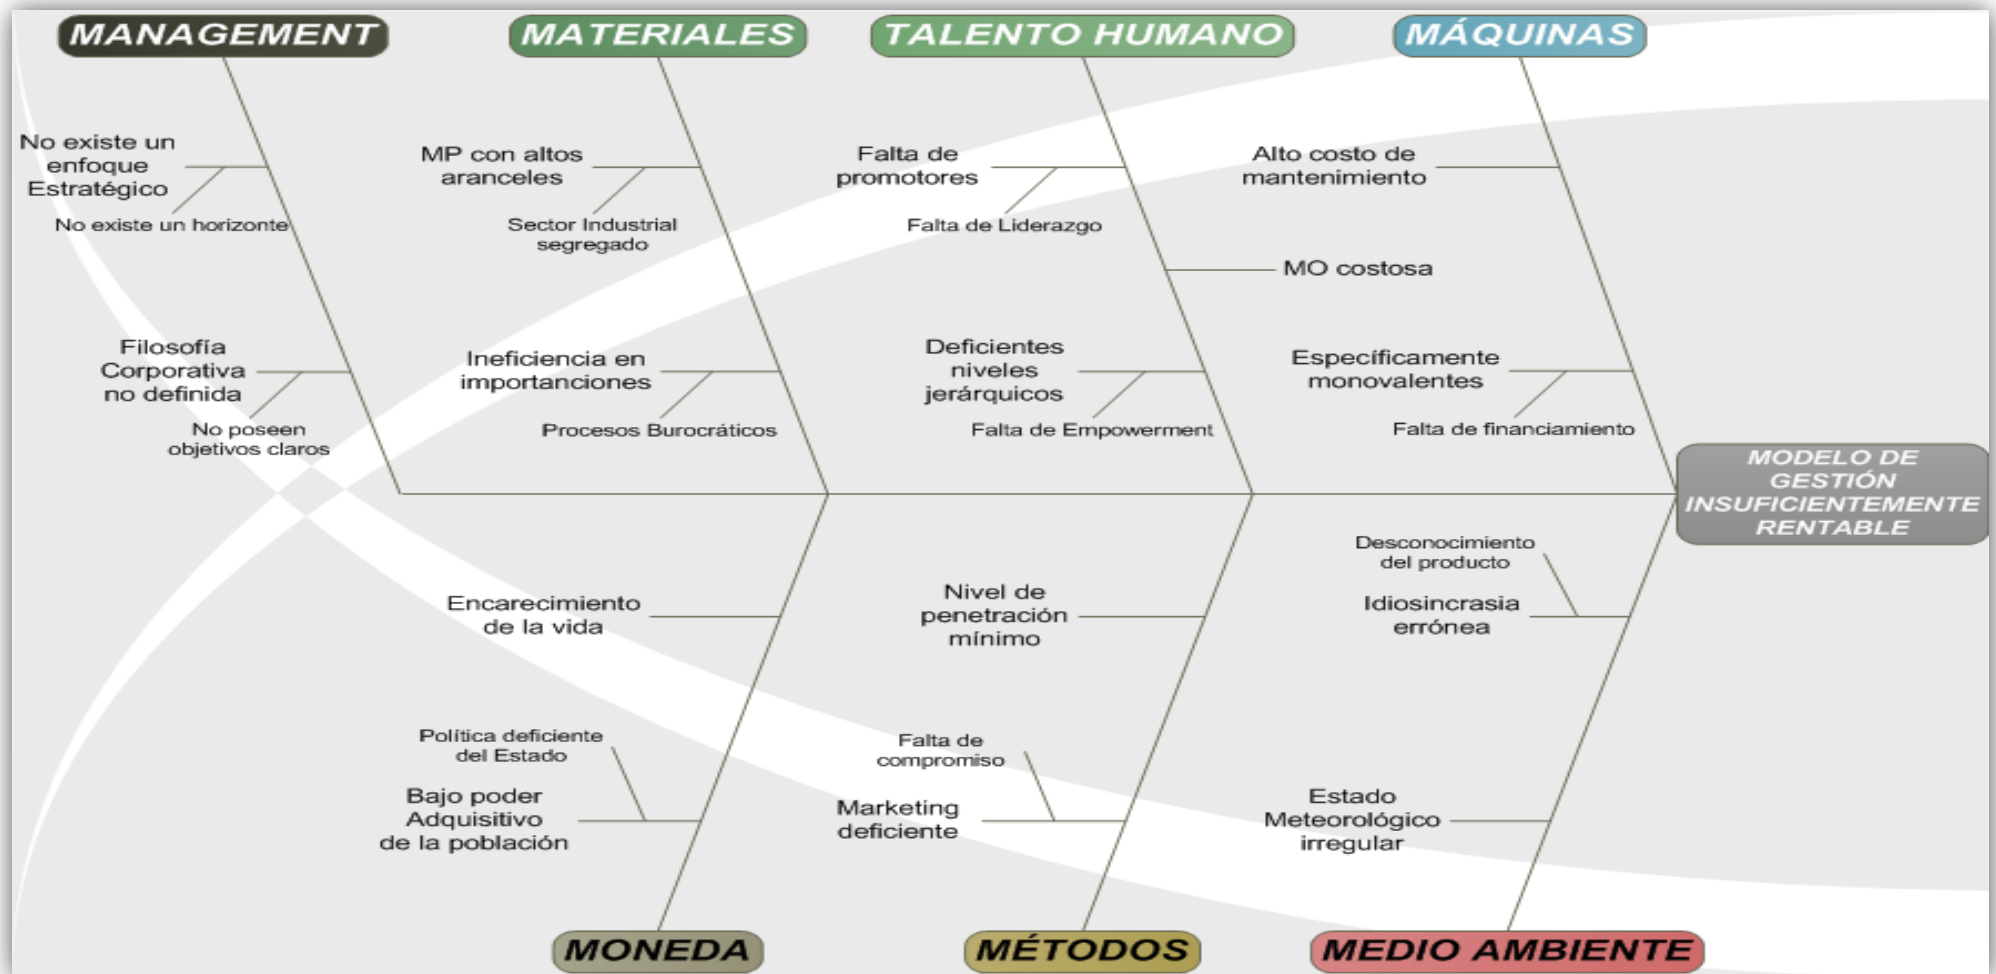 MANAGEMENT
MATERIALES
TALENTO HUMANO
MÁQUINAS
No existe un
enfoque
Estratégico
No existe un horizonte
Filosofía
Corporativa
no definida
No poseen
objetivos claros
MP con altos
aranceles
Sector Industrial
segregado
Ineficiencia en
importanciones
Procesos Burocráticos
Falta de
promotores
Falta de Liderazgo
MO costosa
Deficientes
niveles
jerárquicos
Falta de Empowerment
Alto costo de
mantenimiento
Específicamente
monovalentes
Falta de financiamiento
MODELO DE
GESTIÓN
INSUFICIENTEMENTE
RENTABLE
Encarecimiento
de la vida
Política deficiente
del Estado
Bajo poder
Adquisitivo
de la población
Nivel de
penetración
mínimo
Falta de
compromiso
Marketing
deficiente
Desconocimiento
del producto
Idiosincrasia
errónea
Estado
Meteorológico
irregular
MONEDA
MÉTODOS
MEDIO AMBIENTE